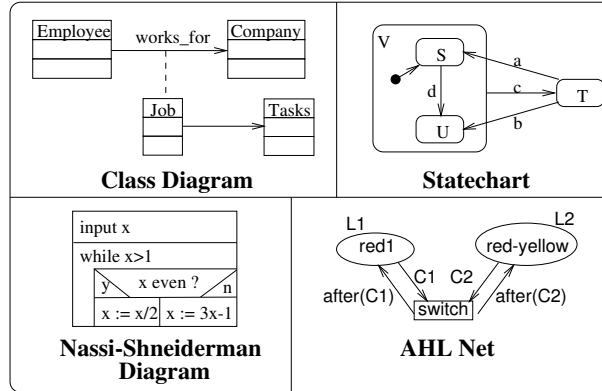 Employee
works_for
Company
Job
Tasks
Class Diagram
V
S
a
d
c
T
U
b
Statechart
input x
while x>1
y
x even ?
n
x := x/2
x := 3x-1
Nassi-Shneiderman
Diagram
L1
L2
red1
red-yellow
C1
C2
after(C1)
after(C2)
switch
AHL Net